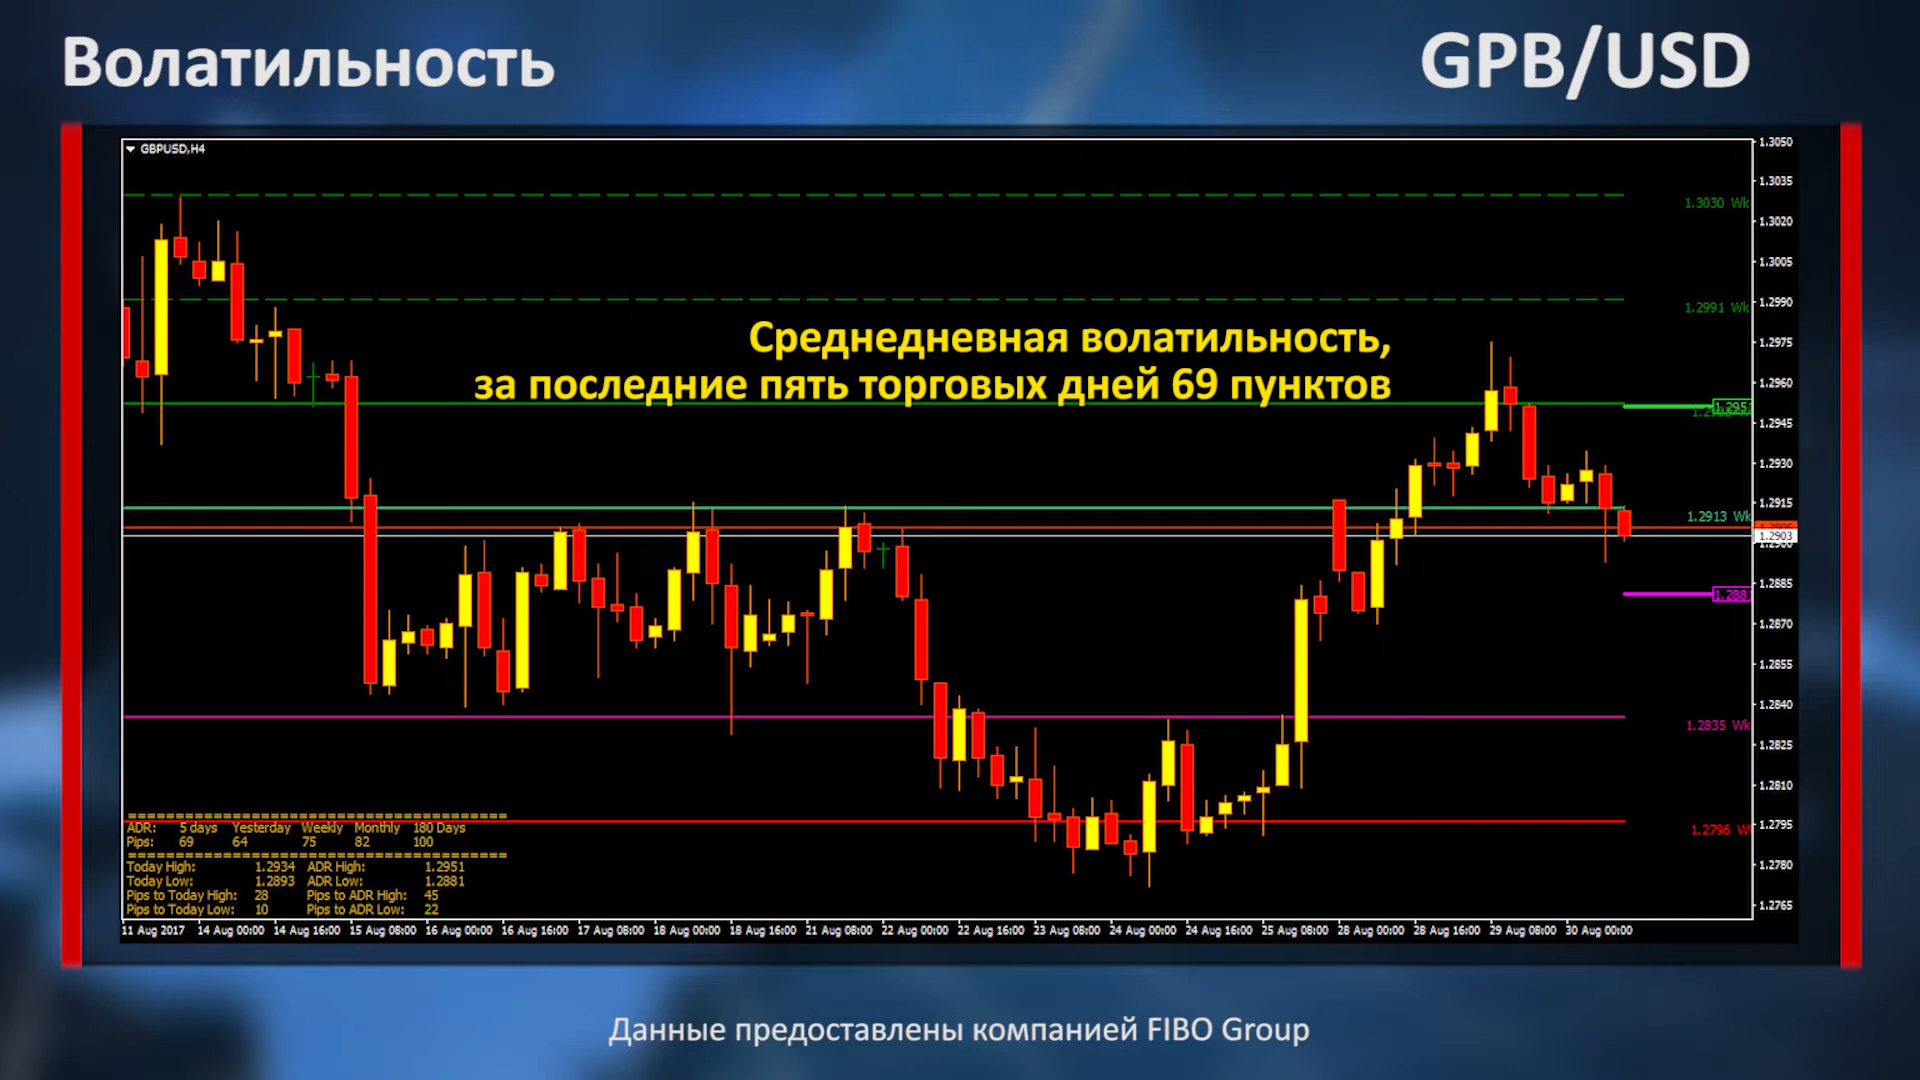 Волатильность
GPB/USD
GBPUSD,H4
1.3050
1.3035
1.3030 Wk
1.3020
1.3005
1.2990
1.2991 Wk
Среднедневная волатильность,
1.2975
за последние пять торговых дней 69 пунктов
1.2960
1.2951
1.2945
1.2930
1.2915
1.2913 Wk
1.2903
1.2900
1.2885
1.2881
1.2870
1.2855
1.2840
1.2835 Wk
1.2825
1.2810
1.2795
1.2796 W
1.2780
1.2765
ADR: 5 days Yesterday Weekly Monthly 180 Days
Pips: 69 64 75 82 100
Today High: 1.2934 ADR High: 1.2951
Today Low: 1.2893 ADR Low: 1.2881
Pips to Today High: 28 Pips to ADR High: 45
Pips to Today Low: 10 Pips to ADR Low: 22
11 Aug 2017 14 Aug 00:00 14 Aug 16:00 15 Aug 08:00 16 Aug 00:00 16 Aug 16:00 17 Aug 08:00 18 Aug 00:00 18 Aug 16:00 21 Aug 08:00 22 Aug 00:00 22 Aug 16:00 23 Aug 08:00 24 Aug 00:00 24 Aug 16:00 25 Aug 08:00 28 Aug 00:00 28 Aug 16:00 29 Aug 08:00 30 Aug 00:00
Данные предоставлены компанией FIBO Group